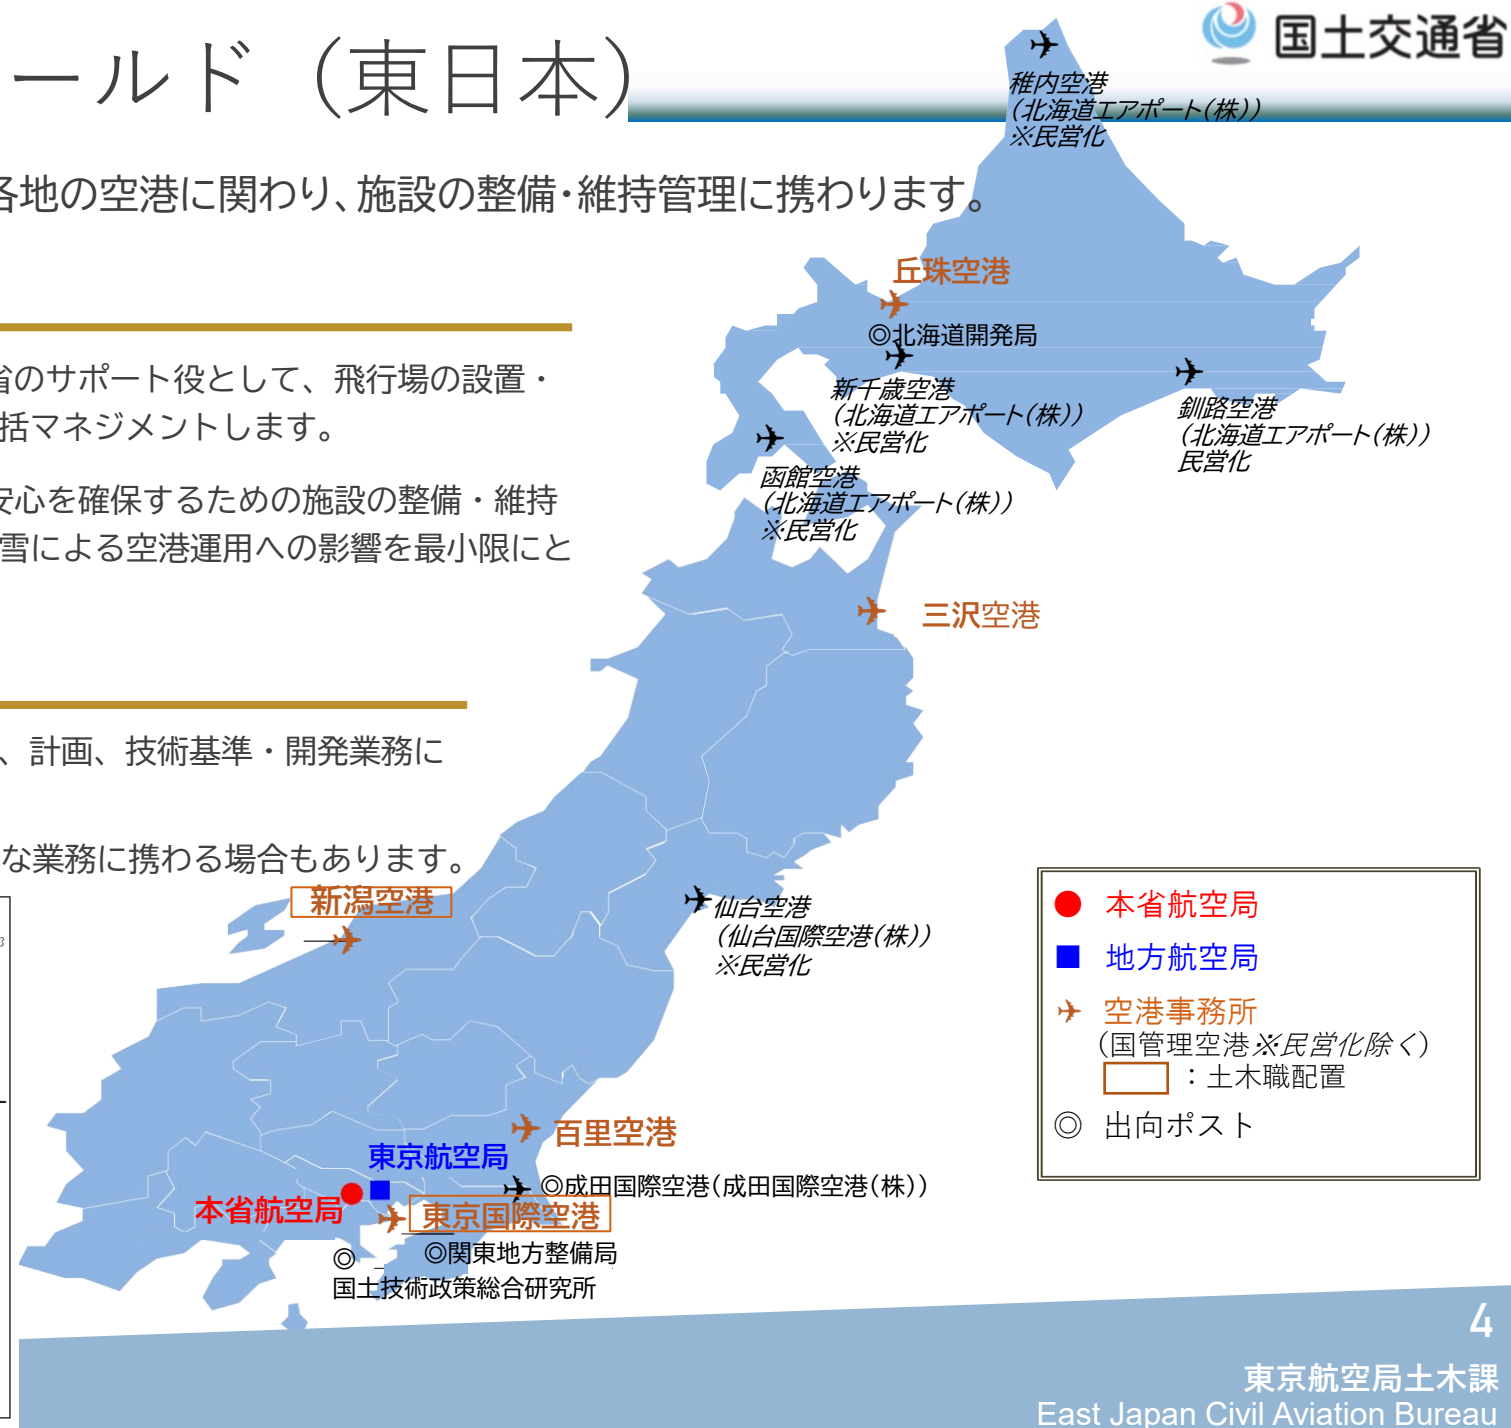 ールド（東日本）
国土交通省
各地の空港に関わり､施設の整備･維持管理に携わります。
省のサポート役として、飛行場の設置・
括マネジメントします。
安心を確保するための施設の整備・維持
雪による空港運用への影響を最小限にと
、計画、技術基準・開発業務に
な業務に携わる場合もあります。
稚内空港
(北海道エアポート(株))
※民営化
丘珠空港
◎北海道開発局
新千歳空港
(北海道エアポート(株))
※民営化
釧路空港
(北海道エアポート(株))
民営化
函館空港
(北海道エアポート(株))
※民営化
三沢空港
新潟空港
仙台空港
(仙台国際空港(株))
※民営化
百里空港
東京航空局
◎成田国際空港(成田国際空港(株))
本省航空局
東京国際空港
◎関東地方整備局
◎
国土技術政策総合研究所
本省航空局
地方航空局
空港事務所
(国管理空港※民営化除く)
：土木職配置
◎ 出向ポスト
4
東京航空局土木課
East Japan Civil Aviation Bureau